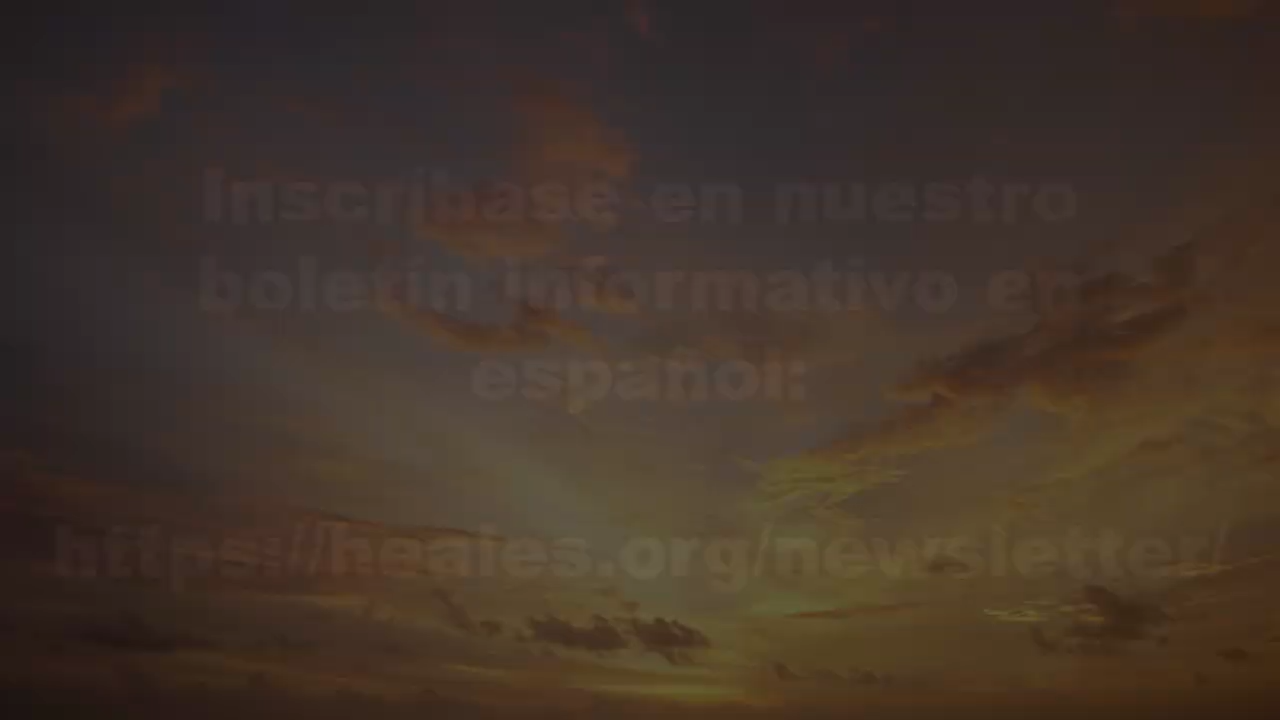 Inscríbase en nuestro
boletín informativo en
español:
https://heales.org/newsletter/